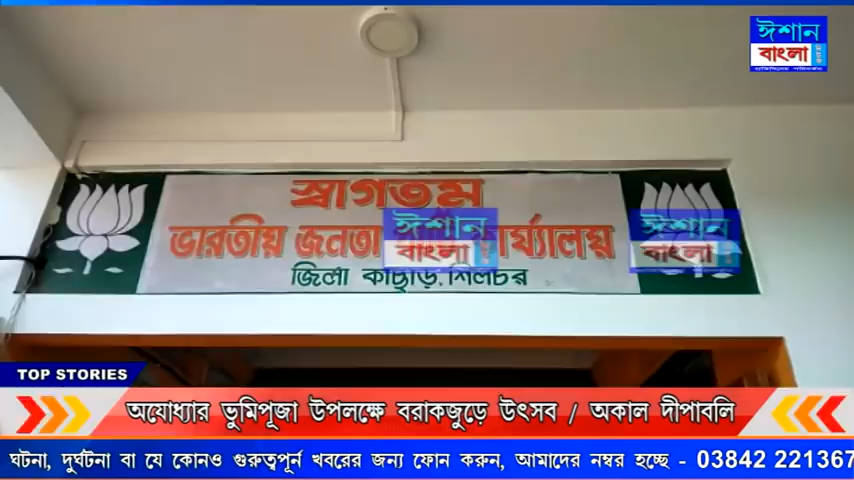 ঈশান
বাংলা
স্বাগতম
ভারতীয় জনতা
ঈশান
বাংলা
ঈশান
বাংলা
জিলা কাছাড়, শিলচর
TOP STORIES
অযোধ্যার ভূমিপূজা উপলক্ষে বরাকজুড়ে উৎসব / অকাল দীপাবলি
ঘটনা, দুর্ঘটনা বা যে কোনও গুরুত্বপূর্ন খবরের জন্য ফোন করুন, আমাদের নম্বর হচ্ছে - 03842 221367